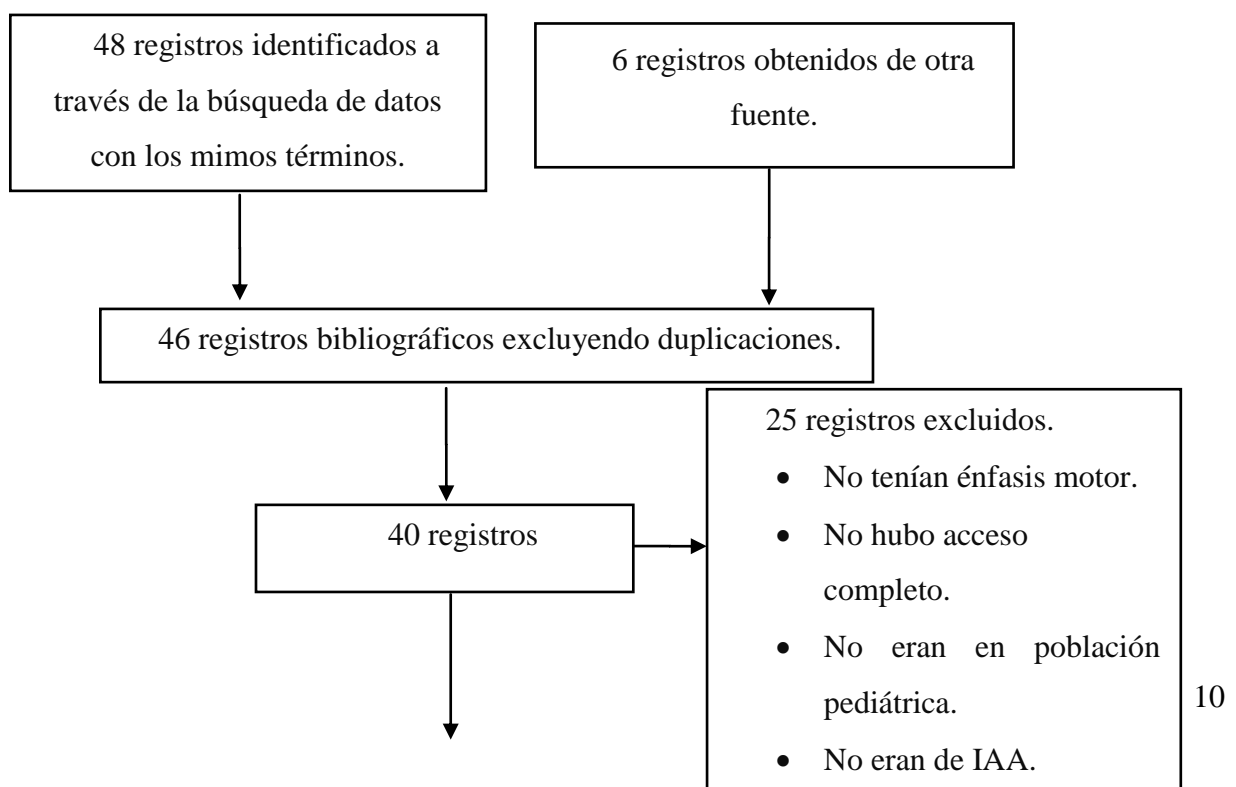 48 registros identificados a
través de la búsqueda de datos
con los mimos términos.
6 registros obtenidos de otra
fuente.
46 registros bibliográficos excluyendo duplicaciones.
40 registros
25 registros excluidos.
• No tenían énfasis motor.
• No hubo acceso
completo.
• No eran en población
pediátrica.
• No eran de IAA.
10